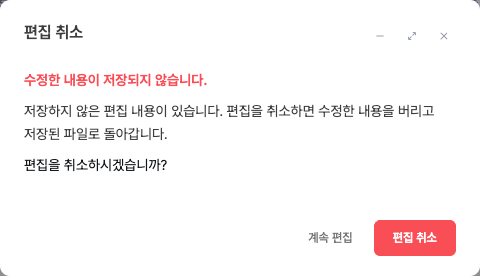 편집 취소
수정한 내용이 저장되지 않습니다.
저장하지 않은 편집 내용이 있습니다. 편집을 취소하면 수정한 내용을 버리고
저장된 파일로 돌아갑니다.
편집을 취소하시겠습니까?
계속 편집 편집 취소